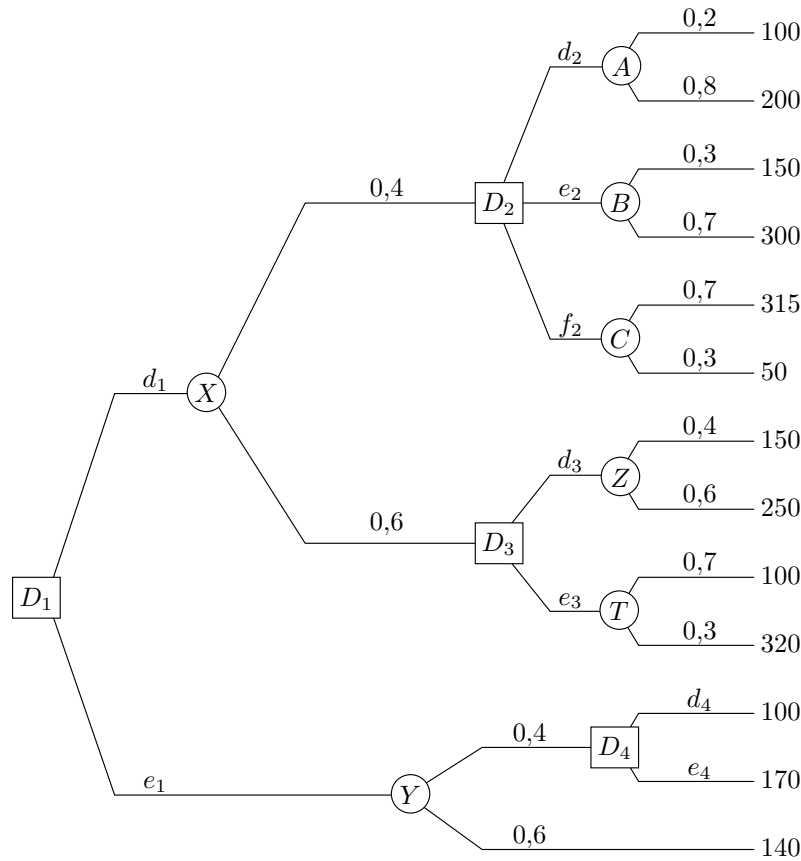 0,2 100
d₂ A
0,8 200
0,3 150
0,4 D₂ e₂ B
0,7 300
0,7 315
f₂ C
0,3 50
d₁ X
0,4 150
d₃ Z
0,6 250
0,6 D₃
0,7 100
D₁ e₃ T
0,3 320
d₄ 100
0,4 D₄
e₄ 170
e₁ Y
0,6 140